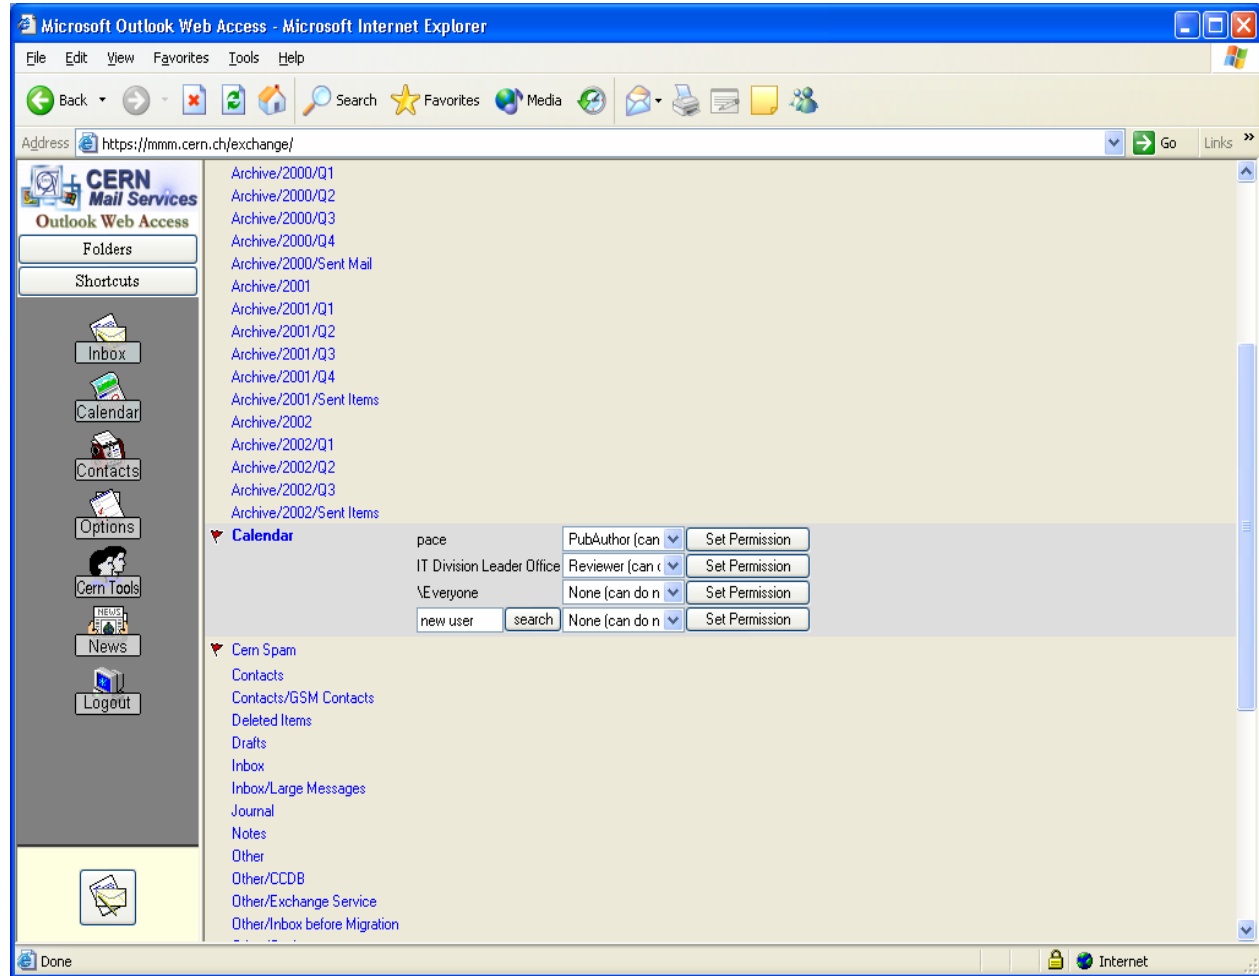 Microsoft Outlook Web Access - Microsoft Internet Explorer
File Edit View Favorites Tools Help
Back Search Favorites Media
Address https://mmm.cern.ch/exchange/ Go Links »
CERN
Mail Services
Outlook Web Access
Folders
Shortcuts
Inbox
Calendar
Contacts
Options
Cern Tools
NEWS
News
Logout
Archive/2000/Q1
Archive/2000/Q2
Archive/2000/Q3
Archive/2000/Q4
Archive/2000/Sent Mail
Archive/2001
Archive/2001/Q1
Archive/2001/Q2
Archive/2001/Q3
Archive/2001/Q4
Archive/2001/Sent Items
Archive/2002
Archive/2002/Q1
Archive/2002/Q2
Archive/2002/Q3
Archive/2002/Sent Items
Calendar pace PubAuthor (can Set Permission
IT Division Leader Office Reviewer (can Set Permission
\Everyone None (can do n Set Permission
new user search None (can do n Set Permission
Cern Spam
Contacts
Contacts/GSM Contacts
Deleted Items
Drafts
Inbox
Inbox/Large Messages
Journal
Notes
Other
Other/CCDB
Other/Exchange Service
Other/Inbox before Migration
Done Internet